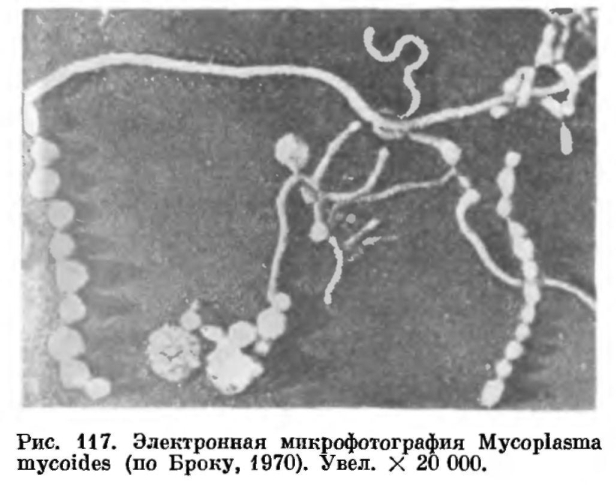 Рис. 117. Электронная микрофотография Mycoplasma
mycoides (по Броку, 1970). Увел. × 20 000.